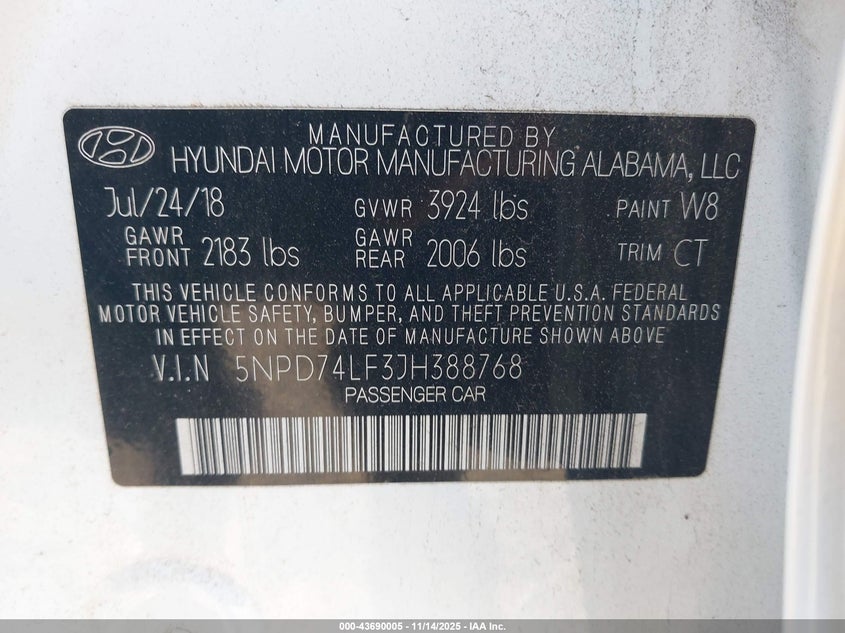 MANUFACTURED BY
HYUNDAI MOTOR MANUFACTURING ALABAMA, LLC
Jul/24/18 GVWR 3924 lbs PAINT W8
GAWR FRONT 2183 lbs GAWR REAR 2006 lbs TRIM CT
THIS VEHICLE CONFORMS TO ALL APPLICABLE U.S.A. FEDERAL
MOTOR VEHICLE SAFETY, BUMPER, AND THEFT PREVENTION STANDARDS
IN EFFECT ON THE DATE OF MANUFACTURE SHOWN ABOVE
V.I.N 5NPD74LF3JH388768
PASSENGER CAR
000-43690005 - 11/14/2025 - IAA Inc.